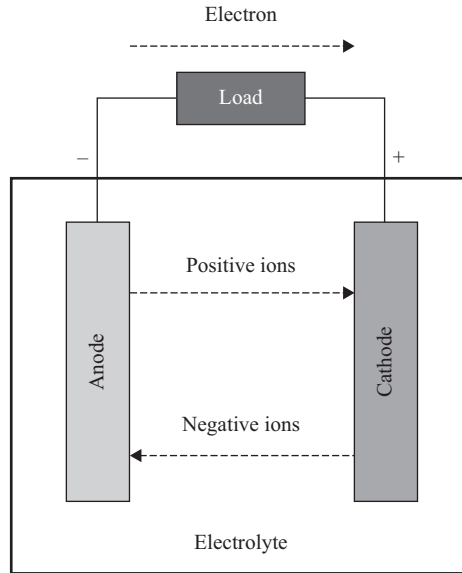 Electron
Load
–
+
Positive ions
Anode
Cathode
Negative ions
Electrolyte